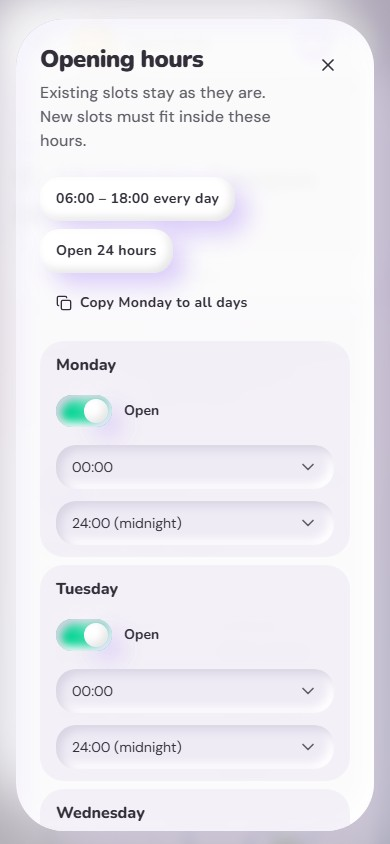 Opening hours
Existing slots stay as they are.
New slots must fit inside these
hours.
06:00 – 18:00 every day
Open 24 hours
Copy Monday to all days
Monday
Open
00:00
24:00 (midnight)
Tuesday
Open
00:00
24:00 (midnight)
Wednesday